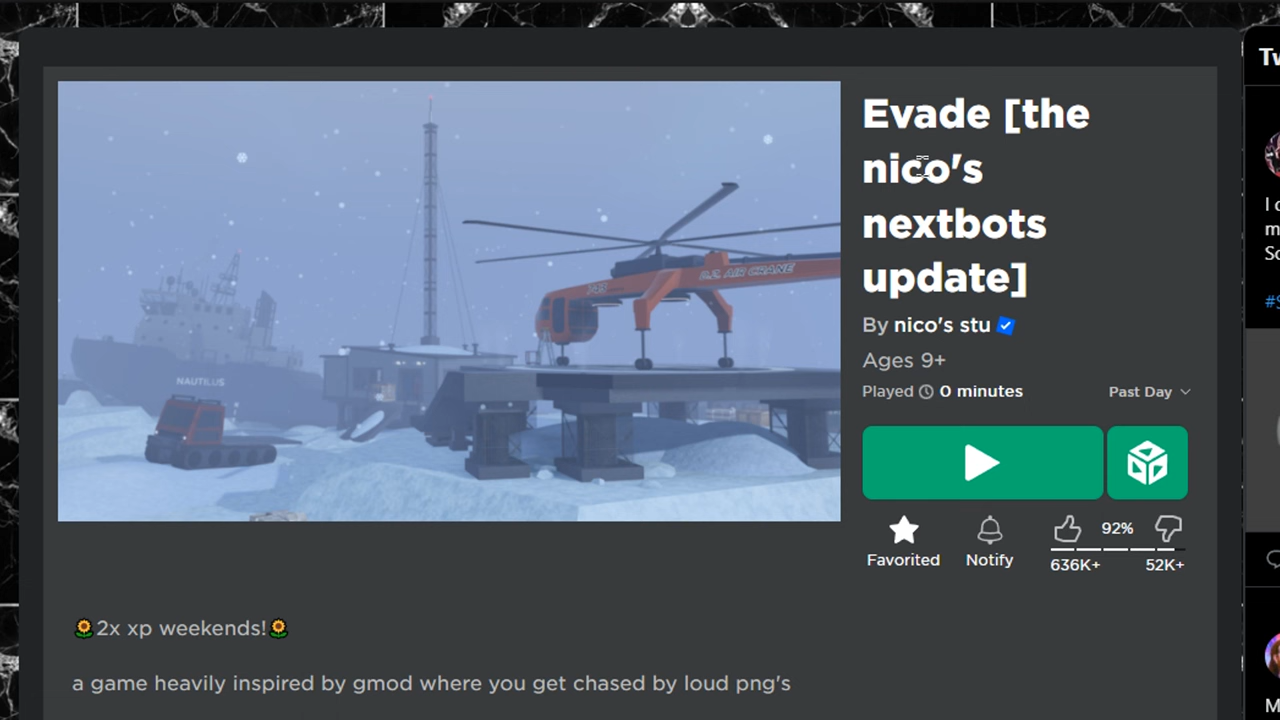 Evade [the
nico's
nextbots
update]
By nico's stu
Ages 9+
Played 0 minutes
Past Day
92%
Favorited
Notify
636K+
52K+
NAUTILUS
AIR CRANE
🌻2x xp weekends!🌻
a game heavily inspired by gmod where you get chased by loud png's
Tw
I
m
So
#S
M